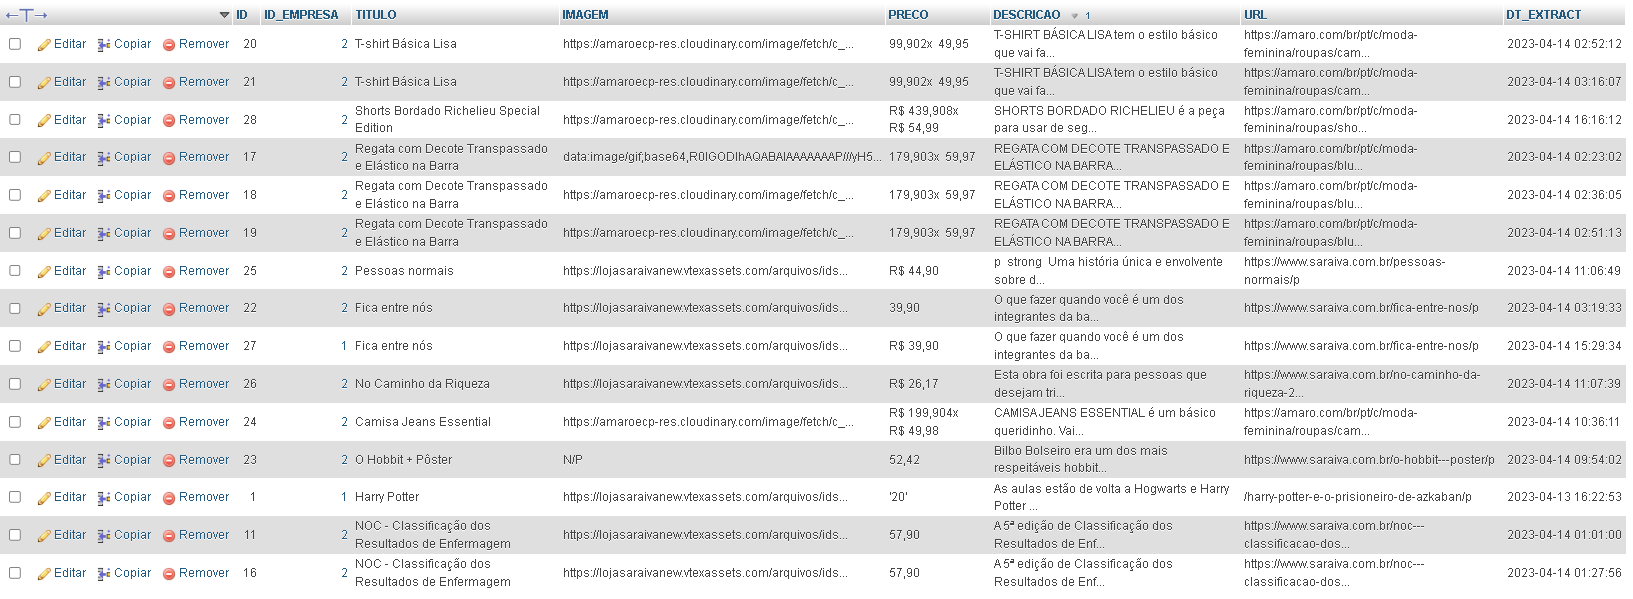 ←T→ ID ID_EMPRESA TITULO IMAGEM PRECO DESCRICAO 1 URL DT_EXTRACT
Editar Copiar Remover 20 2 T-shirt Básica Lisa https://amaroecp-res.cloudinary.com/image/fetch/c_... 99,902x 49,95 T-SHIRT BÁSICA LISA tem o estilo básico https://amaro.com/br/pt/c/moda- 2023-04-14 02:52:12
que vai fa... feminina/roupas/cam...
Editar Copiar Remover 21 2 T-shirt Básica Lisa https://amaroecp-res.cloudinary.com/image/fetch/c_... 99,902x 49,95 T-SHIRT BÁSICA LISA tem o estilo básico https://amaro.com/br/pt/c/moda- 2023-04-14 03:16:07
que vai fa... feminina/roupas/cam...
Editar Copiar Remover 28 2 Shorts Bordado Richelieu Special https://amaroecp-res.cloudinary.com/image/fetch/c_... R$ 439,908x SHORTS BORDADO RICHELIEU é a peça https://amaro.com/br/pt/c/moda- 2023-04-14 16:16:12
Edition R$ 54,99 para usar de seg... feminina/roupas/sho...
Editar Copiar Remover 17 2 Regata com Decote Transpassado data:image/gif;base64,R0lGODlhAQABAIAAAAAAAP///yH5... 179,903x 59,97 REGATA COM DECOTE TRANSPASSADO E https://amaro.com/br/pt/c/moda- 2023-04-14 02:23:02
e Elástico na Barra ELÁSTICO NA BARRA... feminina/roupas/blu...
Editar Copiar Remover 18 2 Regata com Decote Transpassado https://amaroecp-res.cloudinary.com/image/fetch/c_... 179,903x 59,97 REGATA COM DECOTE TRANSPASSADO E https://amaro.com/br/pt/c/moda- 2023-04-14 02:36:05
e Elástico na Barra ELÁSTICO NA BARRA... feminina/roupas/blu...
Editar Copiar Remover 19 2 Regata com Decote Transpassado https://amaroecp-res.cloudinary.com/image/fetch/c_... 179,903x 59,97 REGATA COM DECOTE TRANSPASSADO E https://amaro.com/br/pt/c/moda- 2023-04-14 02:51:13
e Elástico na Barra ELÁSTICO NA BARRA... feminina/roupas/blu...
Editar Copiar Remover 25 2 Pessoas normais https://lojasaraivanew.vtexassets.com/arquivos/ids... R$ 44,90 p strong Uma história única e envolvente https://www.saraiva.com.br/pessoas- 2023-04-14 11:06:49
sobre d... normais/p
Editar Copiar Remover 22 2 Fica entre nós https://lojasaraivanew.vtexassets.com/arquivos/ids... 39,90 O que fazer quando você é um dos https://www.saraiva.com.br/fica-entre-nos/p 2023-04-14 03:19:33
integrantes da ba...
Editar Copiar Remover 27 1 Fica entre nós https://lojasaraivanew.vtexassets.com/arquivos/ids... R$ 39,90 O que fazer quando você é um dos https://www.saraiva.com.br/fica-entre-nos/p 2023-04-14 15:29:34
integrantes da ba...
Editar Copiar Remover 26 2 No Caminho da Riqueza https://lojasaraivanew.vtexassets.com/arquivos/ids... R$ 26,17 Esta obra foi escrita para pessoas que https://www.saraiva.com.br/no-caminho-da- 2023-04-14 11:07:39
desejam tri... riqueza-2...
Editar Copiar Remover 24 2 Camisa Jeans Essential https://amaroecp-res.cloudinary.com/image/fetch/c_... R$ 199,904x CAMISA JEANS ESSENTIAL é um básico https://amaro.com/br/pt/c/moda- 2023-04-14 10:36:11
R$ 49,98 queridinho. Vai... feminina/roupas/cam...
Editar Copiar Remover 23 2 O Hobbit + Pôster N/P 52,42 Bilbo Bolseiro era um dos mais https://www.saraiva.com.br/o-hobbit---poster/p 2023-04-14 09:54:02
respeitáveis hobbit...
Editar Copiar Remover 1 1 Harry Potter https://lojasaraivanew.vtexassets.com/arquivos/ids... '20' As aulas estão de volta a Hogwarts e Harry /harry-potter-e-o-prisioneiro-de-azkaban/p 2023-04-13 16:22:53
Potter ...
Editar Copiar Remover 11 2 NOC - Classificação dos https://lojasaraivanew.vtexassets.com/arquivos/ids... 57,90 A 5ª edição de Classificação dos https://www.saraiva.com.br/noc--- 2023-04-14 01:01:00
Resultados de Enfermagem Resultados de Enf... classificacao-dos...
Editar Copiar Remover 16 2 NOC - Classificação dos https://lojasaraivanew.vtexassets.com/arquivos/ids... 57,90 A 5ª edição de Classificação dos https://www.saraiva.com.br/noc--- 2023-04-14 01:27:56
Resultados de Enfermagem Resultados de Enf... classificacao-dos...